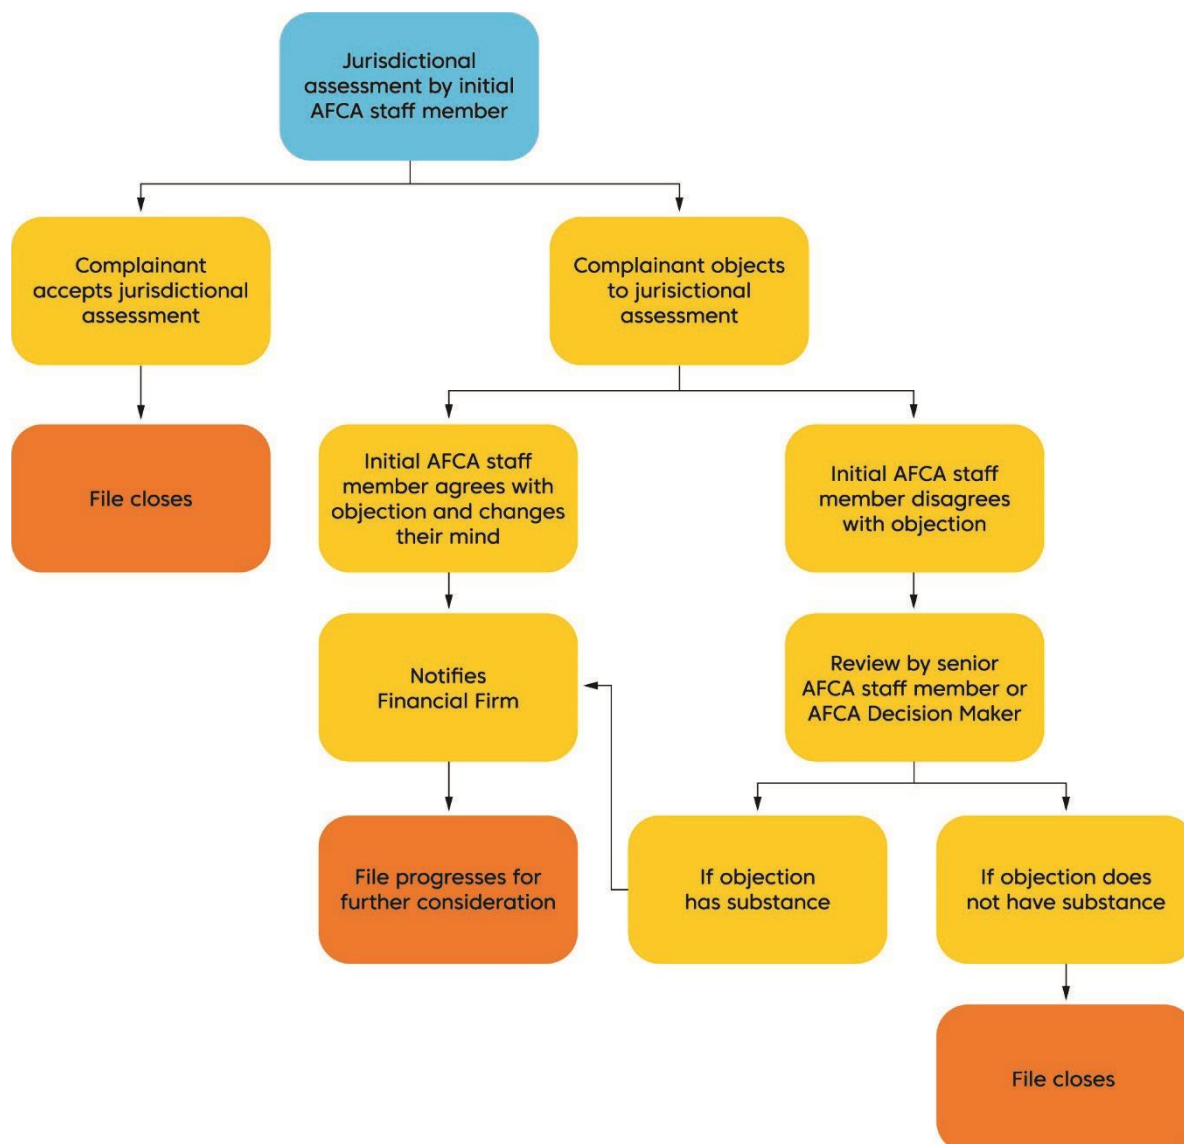 Jurisdictional
assessment by initial
AFCA staff member
Complainant
accepts jurisdictional
assessment
Complainant objects
to jurisictional
assessment
File closes
Initial AFCA staff
member agrees with
objection and changes
their mind
Initial AFCA staff
member disagrees
with objection
Notifies
Financial Firm
Review by senior
AFCA staff member or
AFCA Decision Maker
File progresses for
further consideration
If objection
has substance
If objection does
not have substance
File closes